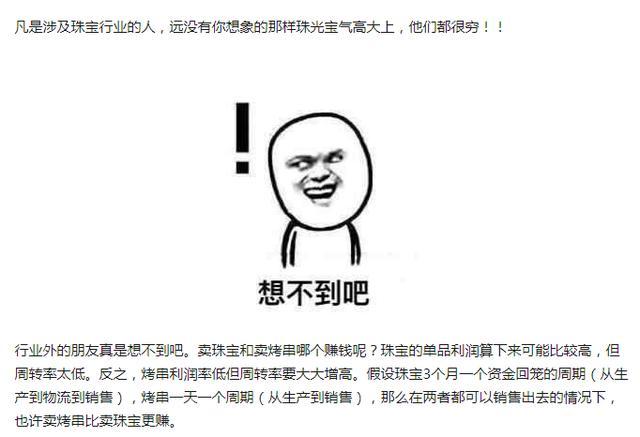 凡是涉及珠宝行业的人，远没有你想象的那样珠光宝气高大上，他们都很穷！！
！
想不到吧
行业外的朋友真是想不到吧。卖珠宝和卖烤串哪个赚钱呢？珠宝的单品利润算下来可能比较高，但
周转率太低。反之，烤串利润率低但周转率要大大增高。假设珠宝3个月一个资金回笼的周期（从生
产到物流到销售），烤串一天一个周期（从生产到销售），那么在两者都可以销售出去的情况下，
也许卖烤串比卖珠宝更赚。